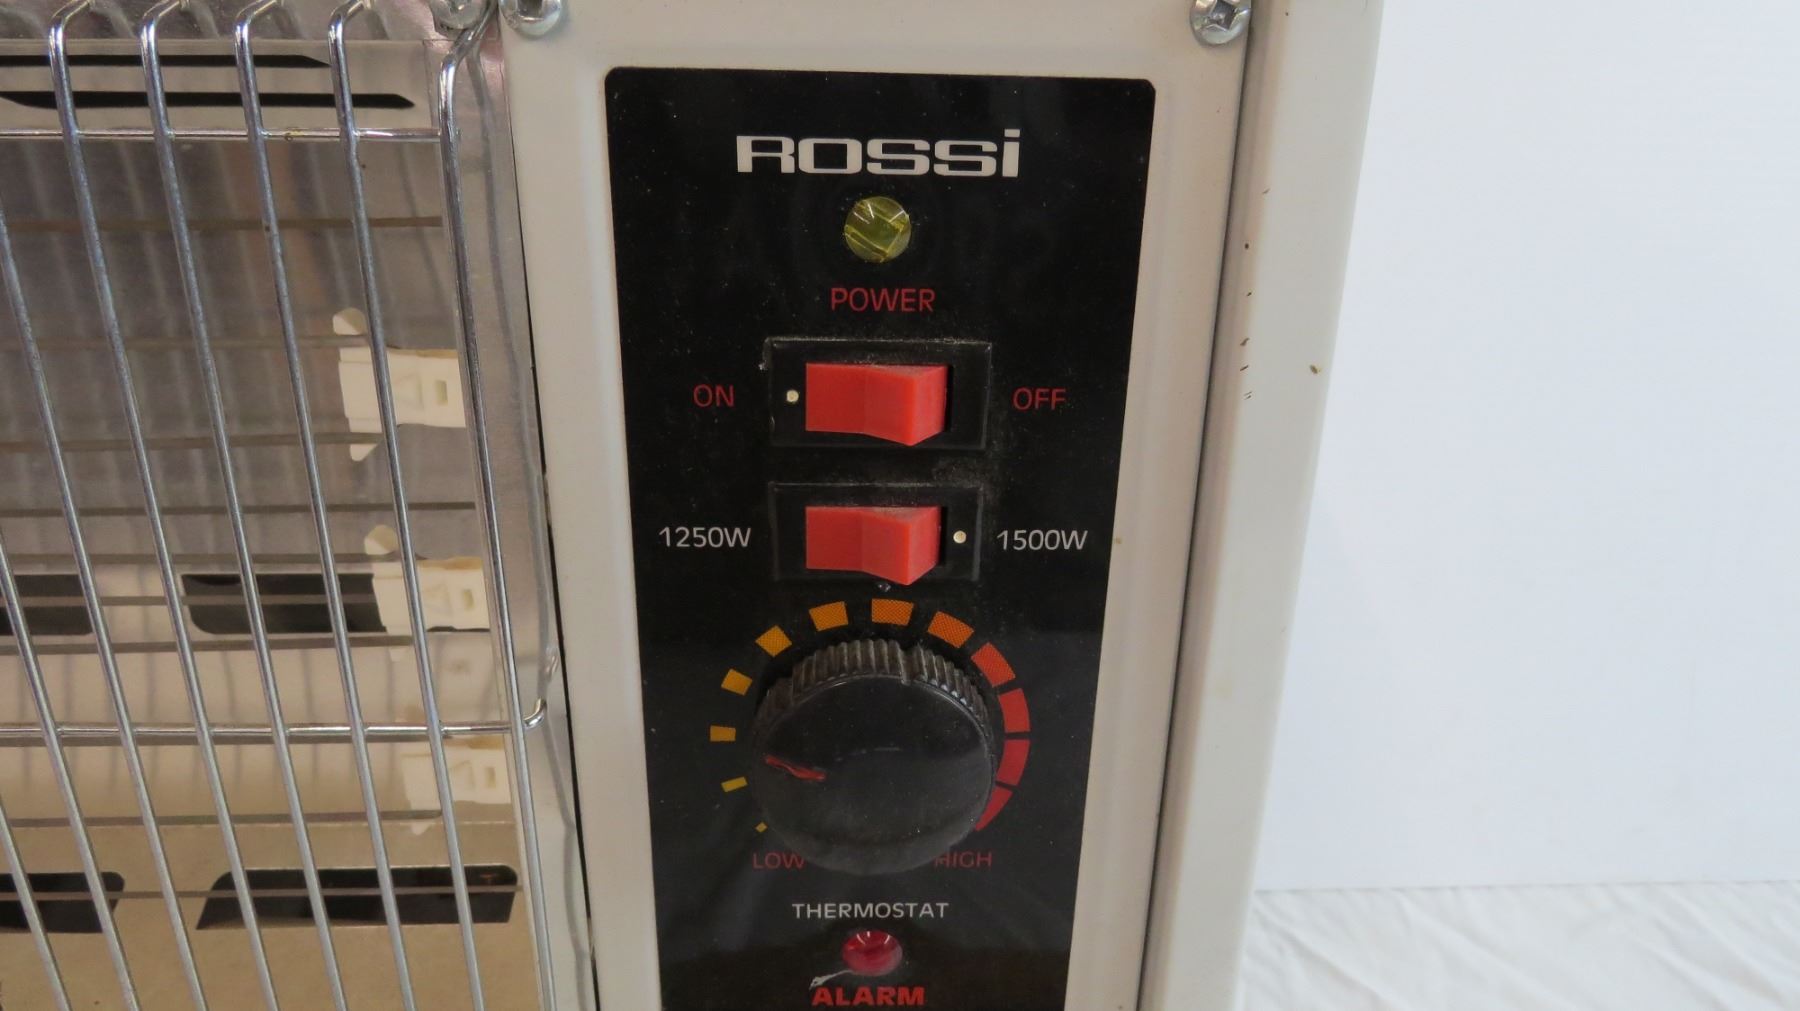 ROSSi
POWER
ON OFF
1250W 1500W
LOW HIGH
THERMOSTAT
ALARM